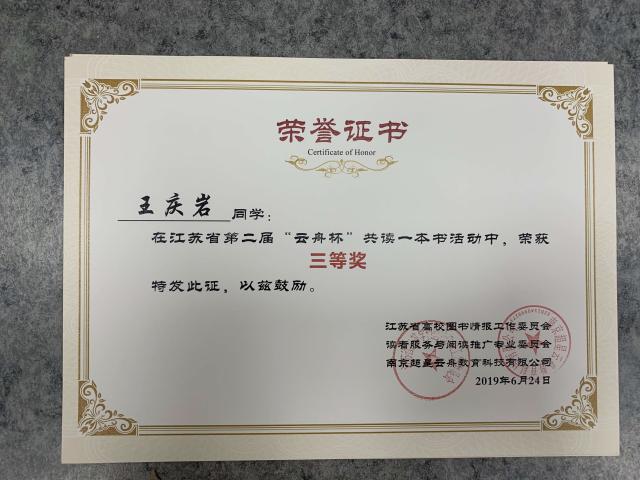 荣誉证书
Certificate of Honor
王庆岩 同学：
在江苏省第二届“云舟杯”共读一本书活动中，荣获
三等奖
特发此证，以兹鼓励。
江苏省高校图书情报工作委员会
读者服务与阅读推广专业委员会
南京超星云舟教育科技有限公司
2019年6月24日